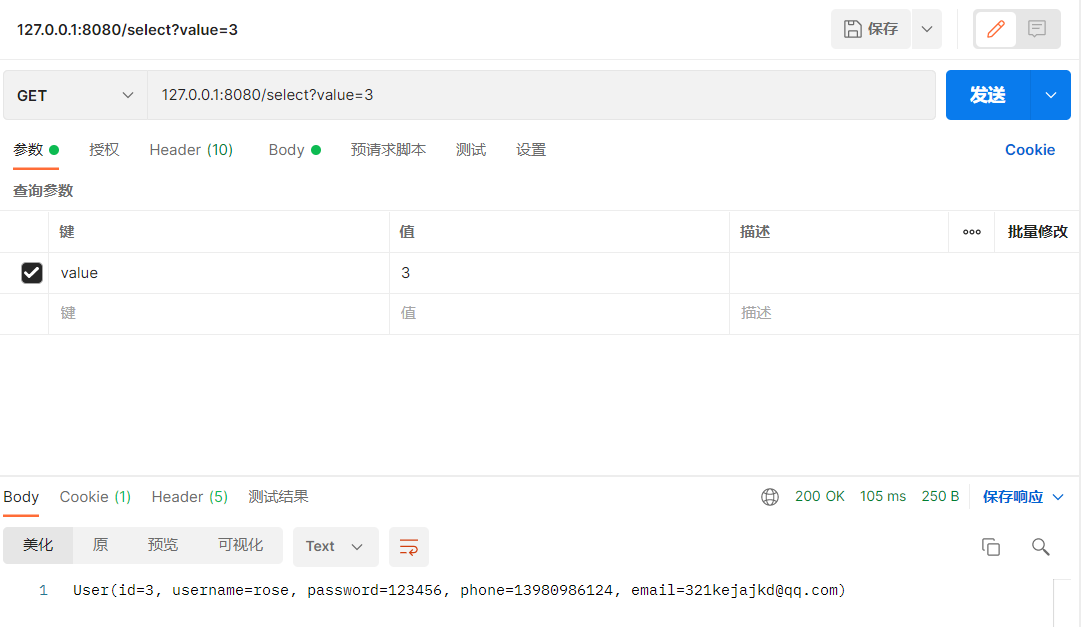 127.0.0.1:8080/select?value=3 保存
GET 127.0.0.1:8080/select?value=3 发送
参数 授权 Header (10) Body 预请求脚本 测试 设置 Cookie
查询参数
键 值 描述 ooo 批量修改
value 3
键 值 描述
Body Cookie (1) Header (5) 测试结果 200 OK 105 ms 250 B 保存响应
美化 原 预览 可视化 Text
1 User(id=3, username=rose, password=123456, phone=13980986124, email=321kejajkd@qq.com)